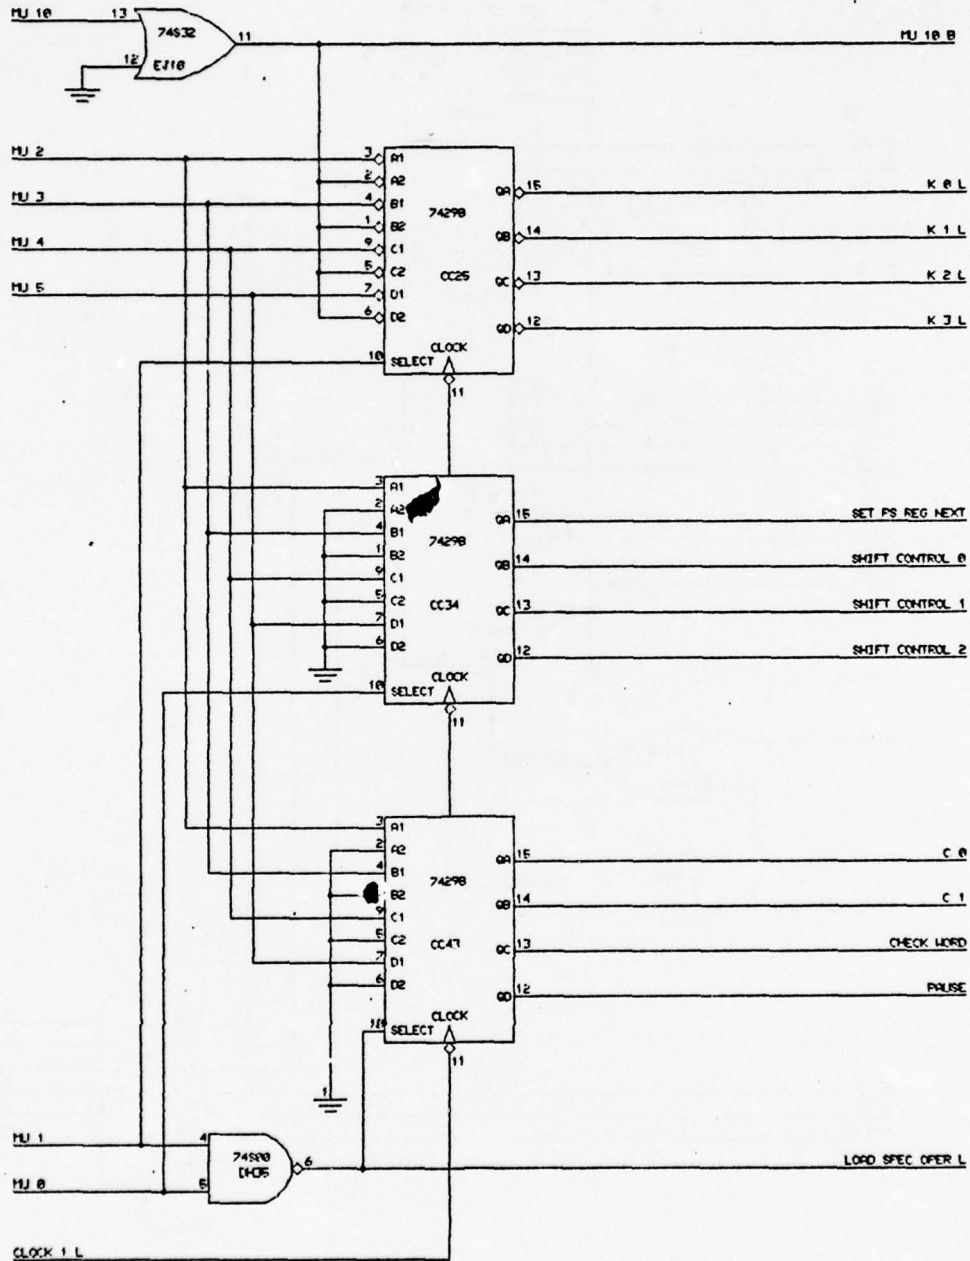 MU 10
13
74S32
11
MU 10 B
12
EJ10
MU 2
3
A1
2
A2
QA
15
K 0 L
MU 3
4
B1
74298
1
B2
QB
14
K 1 L
MU 4
9
C1
5
C2
CC25
QC
13
K 2 L
MU 5
7
D1
6
D2
QD
12
K 3 L
CLOCK
10
SELECT
11
3
A1
2
A2
QA
15
SET PS REG NEXT
4
B1
74298
1
B2
QB
14
SHIFT CONTROL 0
9
C1
5
C2
CC34
QC
13
SHIFT CONTROL 1
7
D1
6
D2
QD
12
SHIFT CONTROL 2
CLOCK
10
SELECT
11
3
A1
2
A2
QA
15
C 0
4
B1
74298
B2
QB
14
C 1
9
C1
5
C2
CC43
QC
13
CHECK WORD
7
D1
6
D2
QD
12
PAUSE
CLOCK
10
SELECT
11
1
MU 1
4
74S00
DH35
6
LOAD SPEC OPER L
MU 0
5
CLOCK 1 L